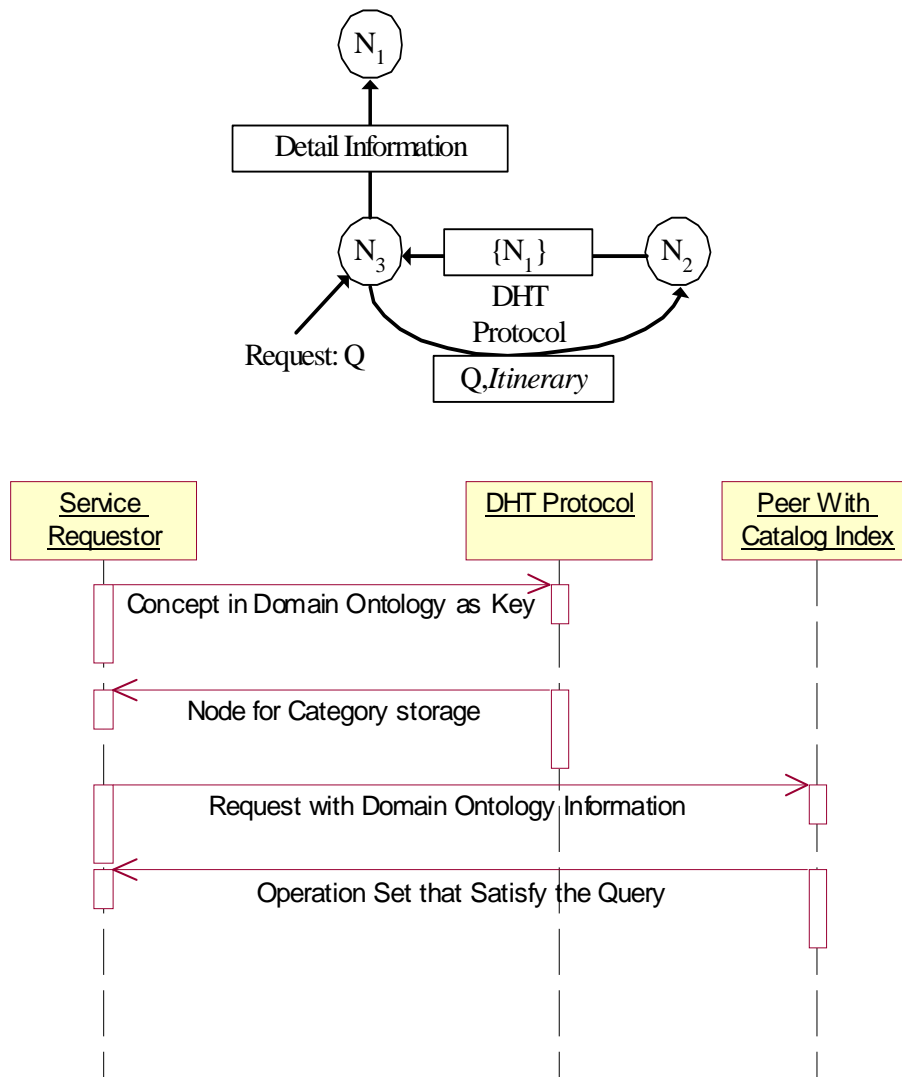 N1
Detail Information
N3
{N1}
N2
DHT
Protocol
Request: Q
Q,Itinerary
Service
Requestor
DHT Protocol
Peer With
Catalog Index
Concept in Domain Ontology as Key
Node for Category storage
Request with Domain Ontology Information
Operation Set that Satisfy the Query